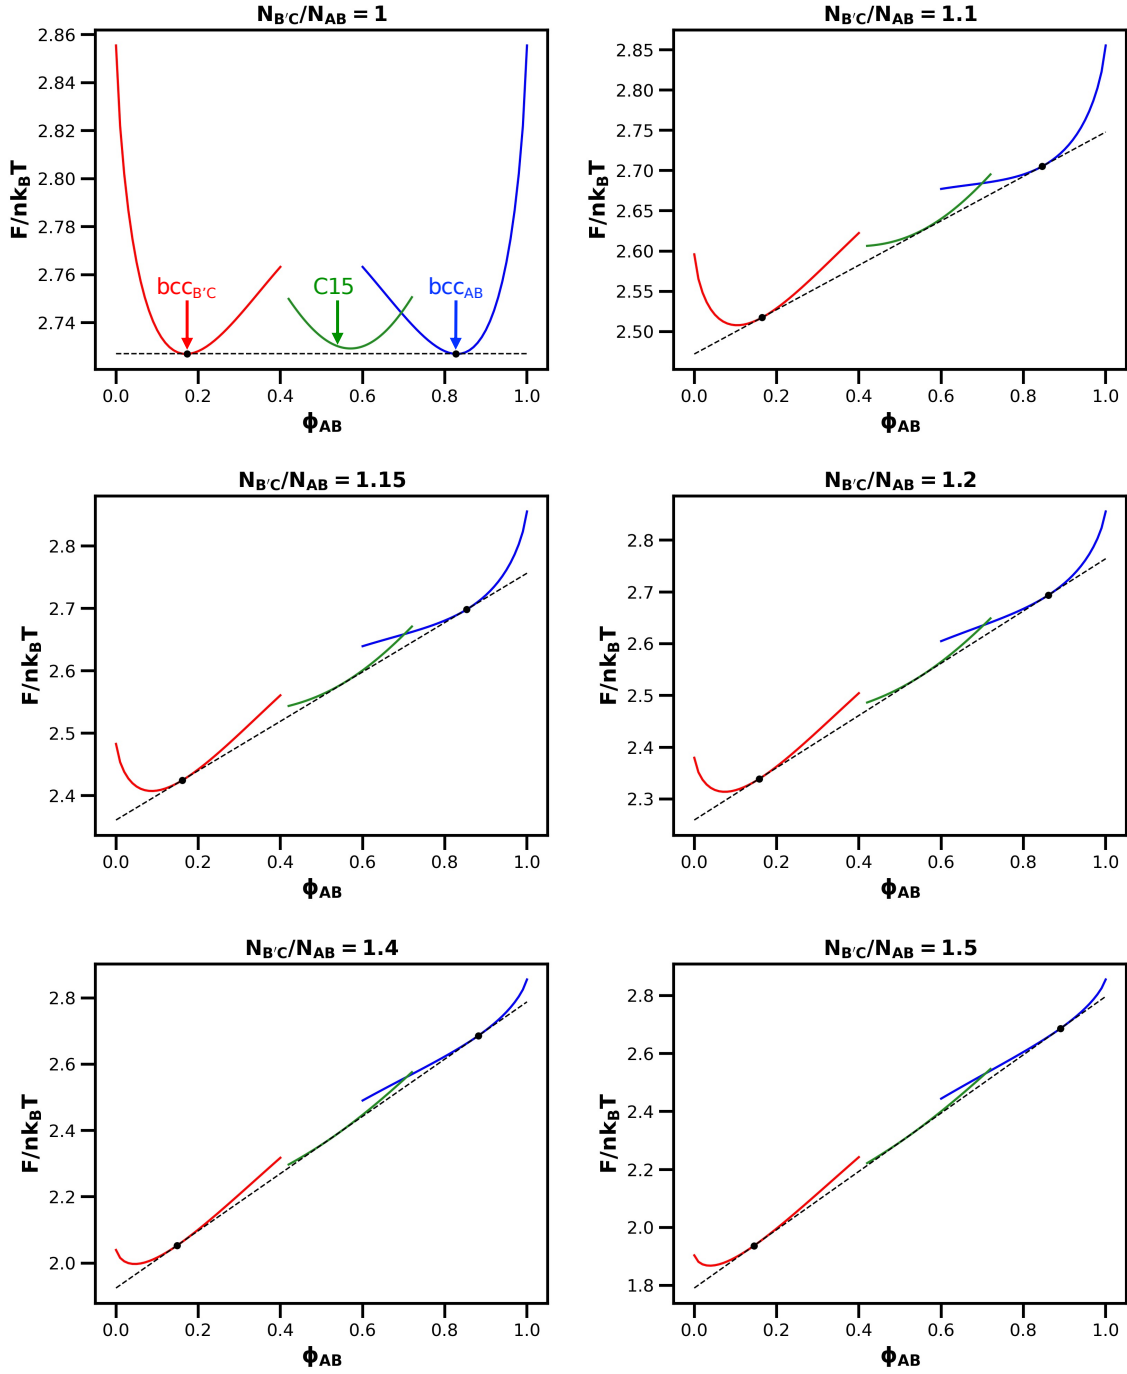 N_B′C/N_AB = 1
F/nk_BT
2.86
2.84
2.82
2.80
2.78
2.76
2.74
bcc_B′C
C15
bcc_AB
0.0 0.2 0.4 0.6 0.8 1.0
ϕ_AB
N_B′C/N_AB = 1.1
F/nk_BT
2.85
2.80
2.75
2.70
2.65
2.60
2.55
2.50
0.0 0.2 0.4 0.6 0.8 1.0
ϕ_AB
N_B′C/N_AB = 1.15
F/nk_BT
2.8
2.7
2.6
2.5
2.4
0.0 0.2 0.4 0.6 0.8 1.0
ϕ_AB
N_B′C/N_AB = 1.2
F/nk_BT
2.8
2.7
2.6
2.5
2.4
2.3
0.0 0.2 0.4 0.6 0.8 1.0
ϕ_AB
N_B′C/N_AB = 1.4
F/nk_BT
2.8
2.6
2.4
2.2
2.0
0.0 0.2 0.4 0.6 0.8 1.0
ϕ_AB
N_B′C/N_AB = 1.5
F/nk_BT
2.8
2.6
2.4
2.2
2.0
1.8
0.0 0.2 0.4 0.6 0.8 1.0
ϕ_AB